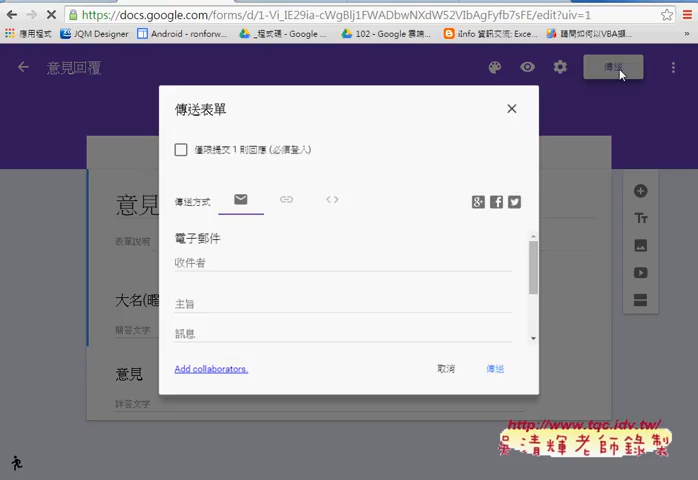 https://docs.google.com/forms/d/1-Vi_IE29ia-cWgBlj1FWADbwNXdW52VIbAgFyfb7sFE/edit?uiv=1
應用程式 JQM Designer Android - ronforw... _程式碼 - Google ... 102 - Google 雲端... iInfo 資訊交流: Exce... 請問如何以VBA擷...
意見回覆 傳送
傳送表單
僅限提交 1 則回應 (必須登入)
傳送方式
意見
表單說明
電子郵件
收件者
大名(暱
主旨
簡答文字
訊息
Add collaborators. 取消 傳送
意見
詳答文字
http://www.tqc.idv.tw/
吳清輝老師錄製